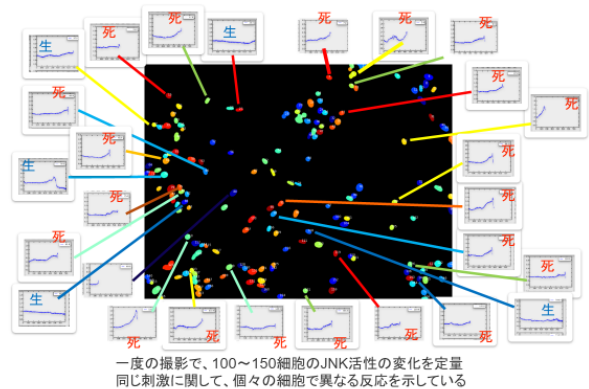 死 死 死
生 死 生 死
死 死
死 死
生 死
死 死
死 死
生 生
死 死 死 死 死 死
一度の撮影で、100〜150細胞のJNK活性の変化を定量
同じ刺激に関して、個々の細胞で異なる反応を示している